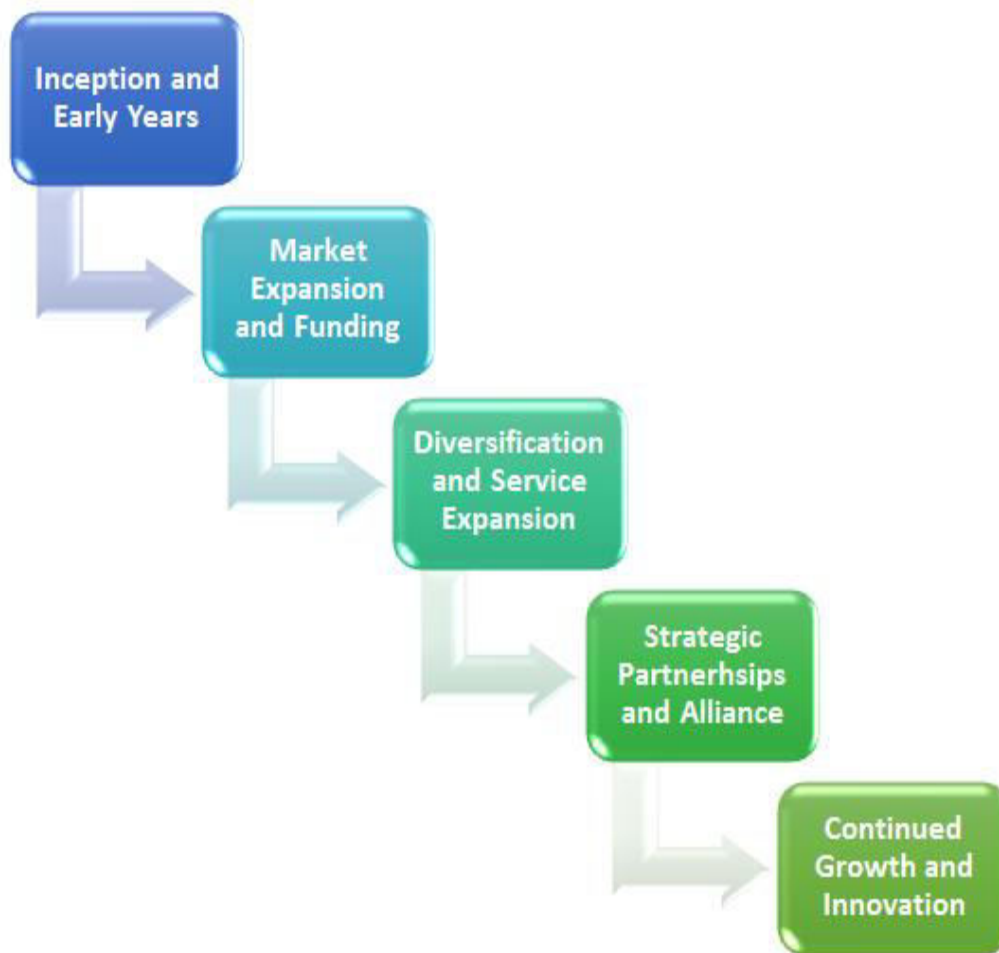 Inception and
Early Years
Market
Expansion
and Funding
Diversification
and Service
Expansion
Strategic
Partnerhsips
and Alliance
Continued
Growth and
Innovation